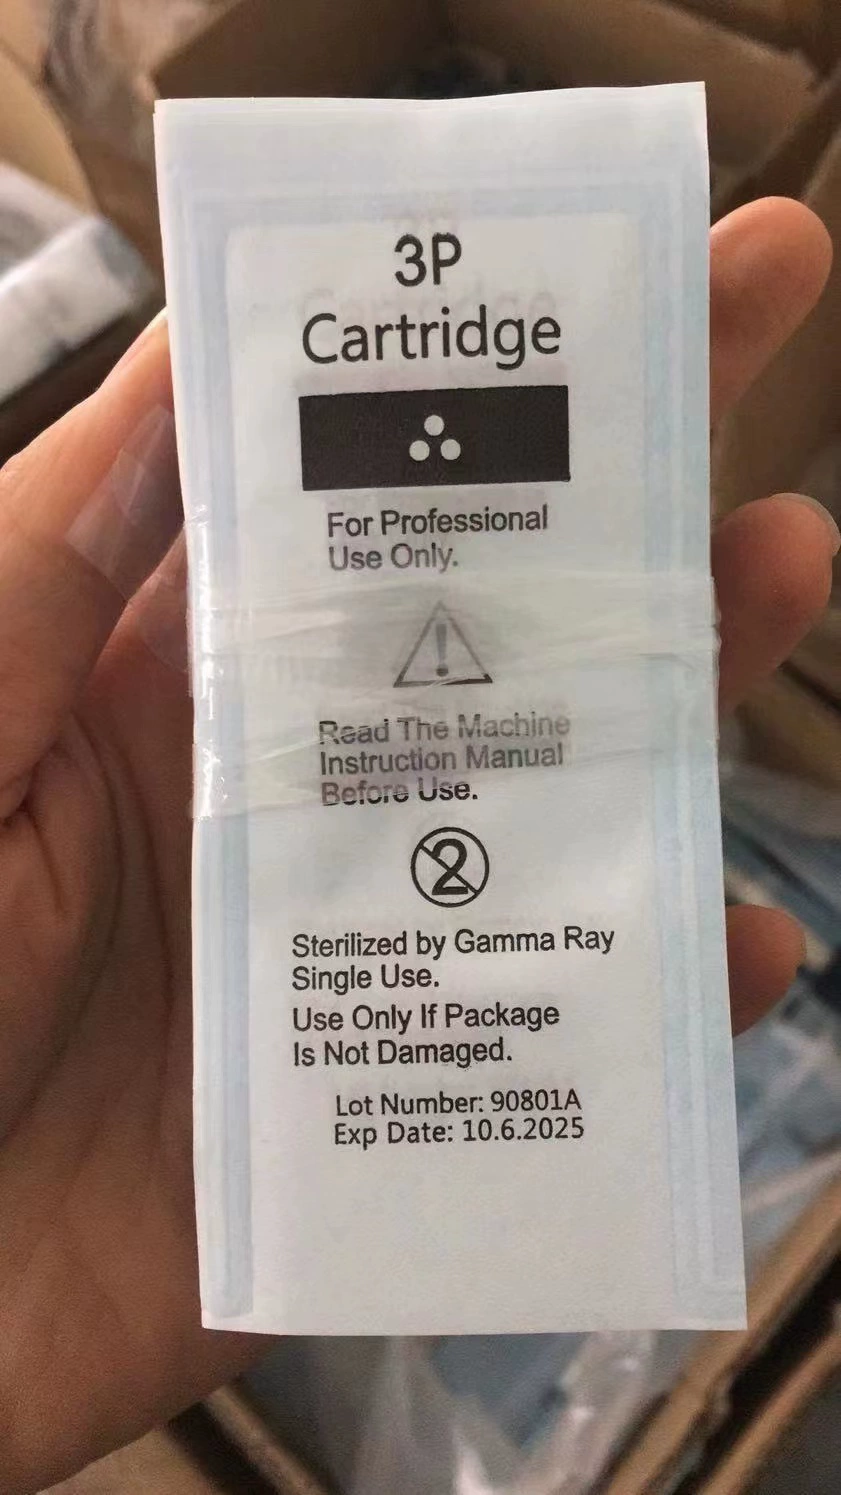 3P
Cartridge
For Professional
Use Only.
Read The Machine
Instruction Manual
Before Use.
2
Sterilized by Gamma Ray
Single Use.
Use Only If Package
Is Not Damaged.
Lot Number: 90801A
Exp Date: 10.6.2025